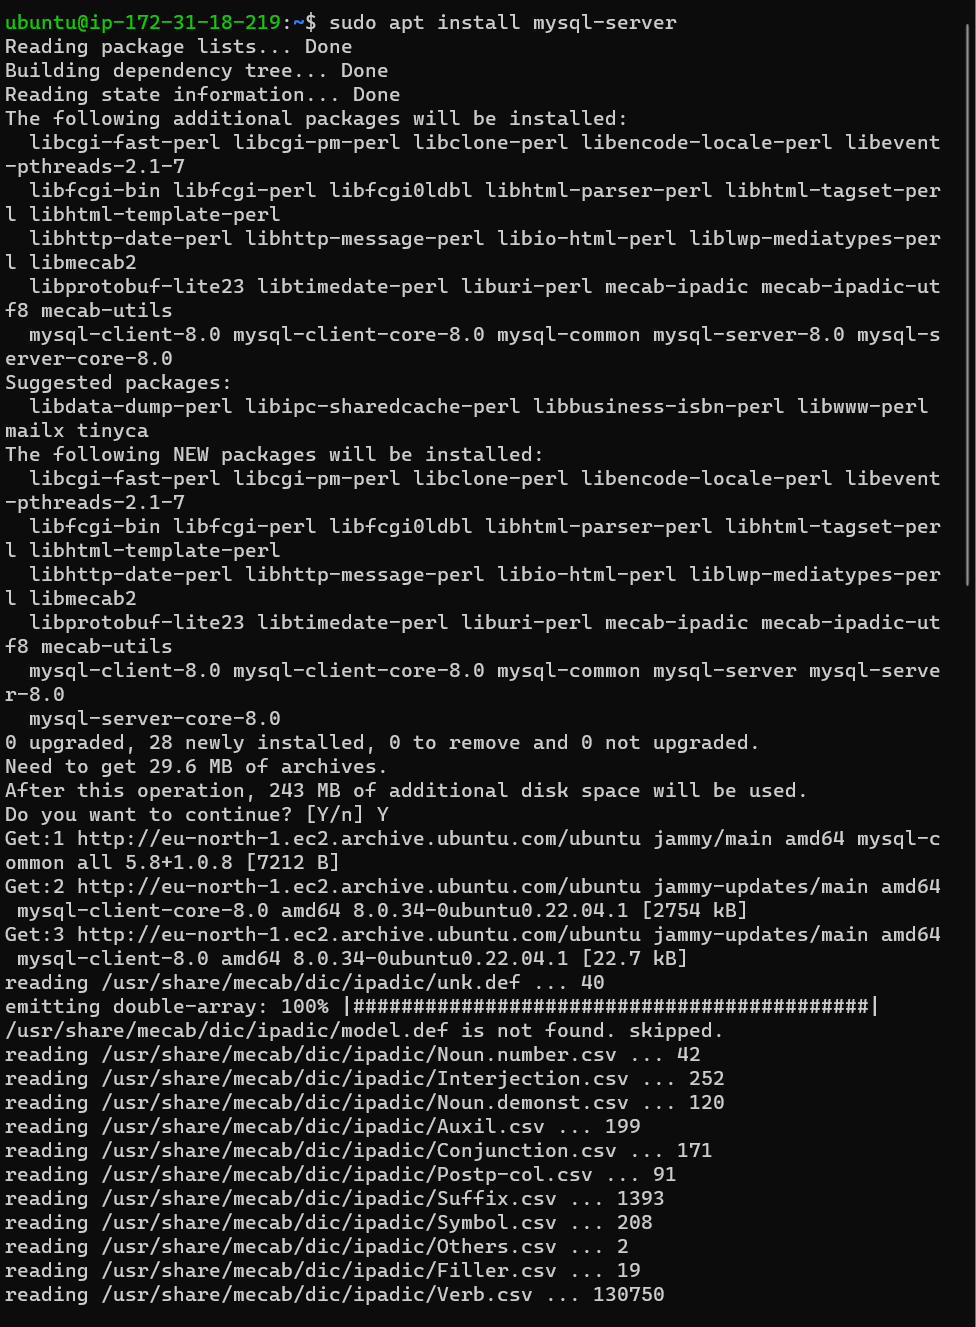 ubuntu@ip-172-31-18-219:~$ sudo apt install mysql-server
Reading package lists... Done
Building dependency tree... Done
Reading state information... Done
The following additional packages will be installed:
  libcgi-fast-perl libcgi-pm-perl libclone-perl libencode-locale-perl libevent
-pthreads-2.1-7
  libfcgi-bin libfcgi-perl libfcgi0ldbl libhtml-parser-perl libhtml-tagset-per
l libhtml-template-perl
  libhttp-date-perl libhttp-message-perl libio-html-perl liblwp-mediatypes-per
l libmecab2
  libprotobuf-lite23 libtimedate-perl liburi-perl mecab-ipadic mecab-ipadic-ut
f8 mecab-utils
  mysql-client-8.0 mysql-client-core-8.0 mysql-common mysql-server-8.0 mysql-s
erver-core-8.0
Suggested packages:
  libdata-dump-perl libipc-sharedcache-perl libbusiness-isbn-perl libwww-perl
mailx tinyca
The following NEW packages will be installed:
  libcgi-fast-perl libcgi-pm-perl libclone-perl libencode-locale-perl libevent
-pthreads-2.1-7
  libfcgi-bin libfcgi-perl libfcgi0ldbl libhtml-parser-perl libhtml-tagset-per
l libhtml-template-perl
  libhttp-date-perl libhttp-message-perl libio-html-perl liblwp-mediatypes-per
l libmecab2
  libprotobuf-lite23 libtimedate-perl liburi-perl mecab-ipadic mecab-ipadic-ut
f8 mecab-utils
  mysql-client-8.0 mysql-client-core-8.0 mysql-common mysql-server mysql-serve
r-8.0
  mysql-server-core-8.0
0 upgraded, 28 newly installed, 0 to remove and 0 not upgraded.
Need to get 29.6 MB of archives.
After this operation, 243 MB of additional disk space will be used.
Do you want to continue? [Y/n] Y
Get:1 http://eu-north-1.ec2.archive.ubuntu.com/ubuntu jammy/main amd64 mysql-c
ommon all 5.8+1.0.8 [7212 B]
Get:2 http://eu-north-1.ec2.archive.ubuntu.com/ubuntu jammy-updates/main amd64
 mysql-client-core-8.0 amd64 8.0.34-0ubuntu0.22.04.1 [2754 kB]
Get:3 http://eu-north-1.ec2.archive.ubuntu.com/ubuntu jammy-updates/main amd64
 mysql-client-8.0 amd64 8.0.34-0ubuntu0.22.04.1 [22.7 kB]
reading /usr/share/mecab/dic/ipadic/unk.def ... 40
emitting double-array: 100% |###########################################|
/usr/share/mecab/dic/ipadic/model.def is not found. skipped.
reading /usr/share/mecab/dic/ipadic/Noun.number.csv ... 42
reading /usr/share/mecab/dic/ipadic/Interjection.csv ... 252
reading /usr/share/mecab/dic/ipadic/Noun.demonst.csv ... 120
reading /usr/share/mecab/dic/ipadic/Auxil.csv ... 199
reading /usr/share/mecab/dic/ipadic/Conjunction.csv ... 171
reading /usr/share/mecab/dic/ipadic/Postp-col.csv ... 91
reading /usr/share/mecab/dic/ipadic/Suffix.csv ... 1393
reading /usr/share/mecab/dic/ipadic/Symbol.csv ... 208
reading /usr/share/mecab/dic/ipadic/Others.csv ... 2
reading /usr/share/mecab/dic/ipadic/Filler.csv ... 19
reading /usr/share/mecab/dic/ipadic/Verb.csv ... 130750